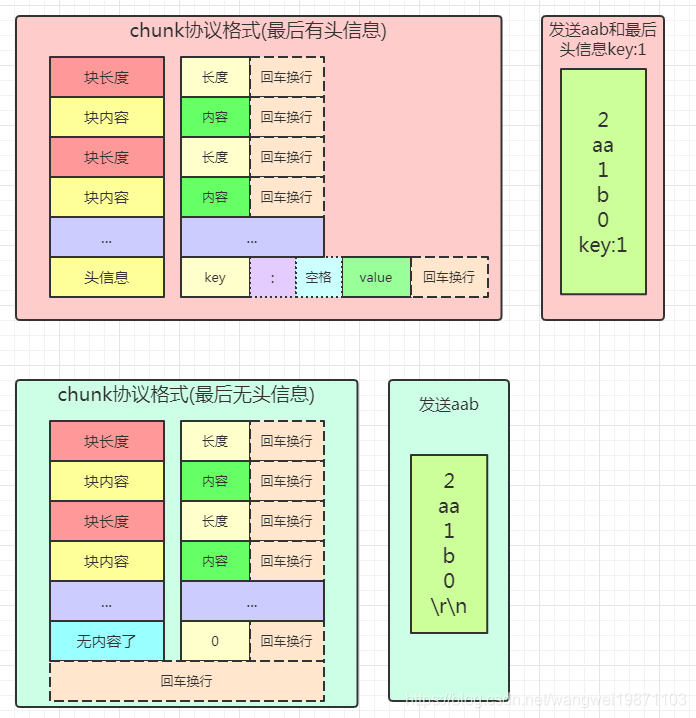 chunk协议格式(最后有头信息)
块长度 长度 回车换行
块内容 内容 回车换行
块长度 长度 回车换行
块内容 内容 回车换行
... ...
头信息 key : 空格 value 回车换行
发送aab和最后
头信息key:1
2
aa
1
b
0
key:1
chunk协议格式(最后无头信息)
块长度 长度 回车换行
块内容 内容 回车换行
块长度 长度 回车换行
块内容 内容 回车换行
... ...
无内容了 0 回车换行
回车换行
发送aab
2
aa
1
b
0
\r\n
https://blog.csdn.net/wangwei19871103